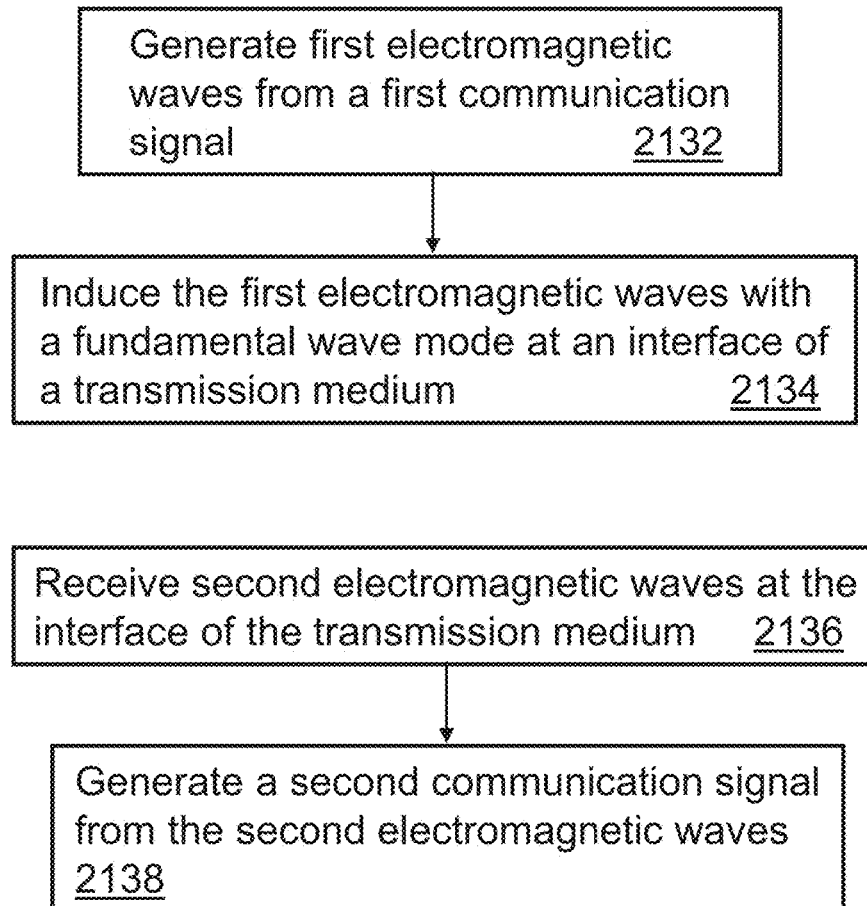 Generate first electromagnetic
waves from a first communication
signal 2132
Induce the first electromagnetic waves with
a fundamental wave mode at an interface of
a transmission medium 2134
Receive second electromagnetic waves at the
interface of the transmission medium 2136
Generate a second communication signal
from the second electromagnetic waves
2138